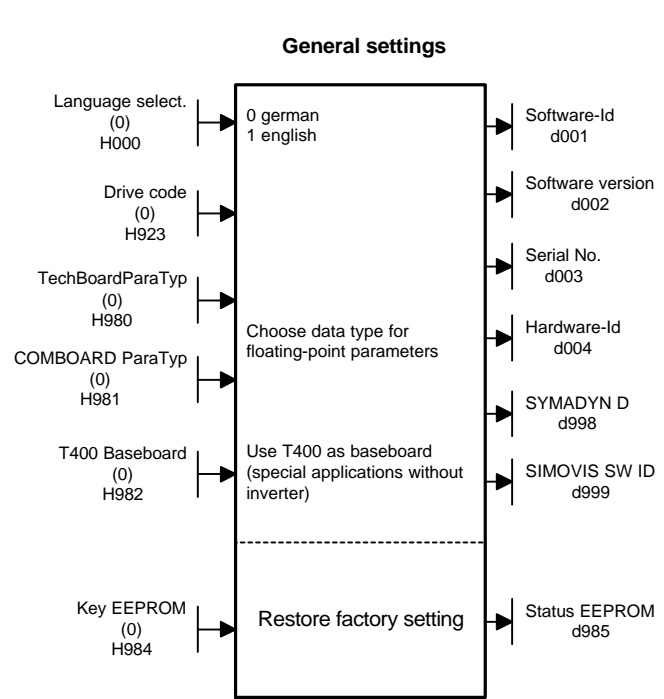 General settings
Language select.
(0)
H000
0 german
1 english
Software-Id
d001
Drive code
(0)
H923
Software version
d002
TechBoardParaTyp
(0)
H980
Serial No.
d003
Choose data type for
floating-point parameters
Hardware-Id
d004
COMBOARD ParaTyp
(0)
H981
SYMADYN D
d998
T400 Baseboard
(0)
H982
Use T400 as baseboard
(special applications without
inverter)
SIMOVIS SW ID
d999
Key EEPROM
(0)
H984
Restore factory setting
Status EEPROM
d985